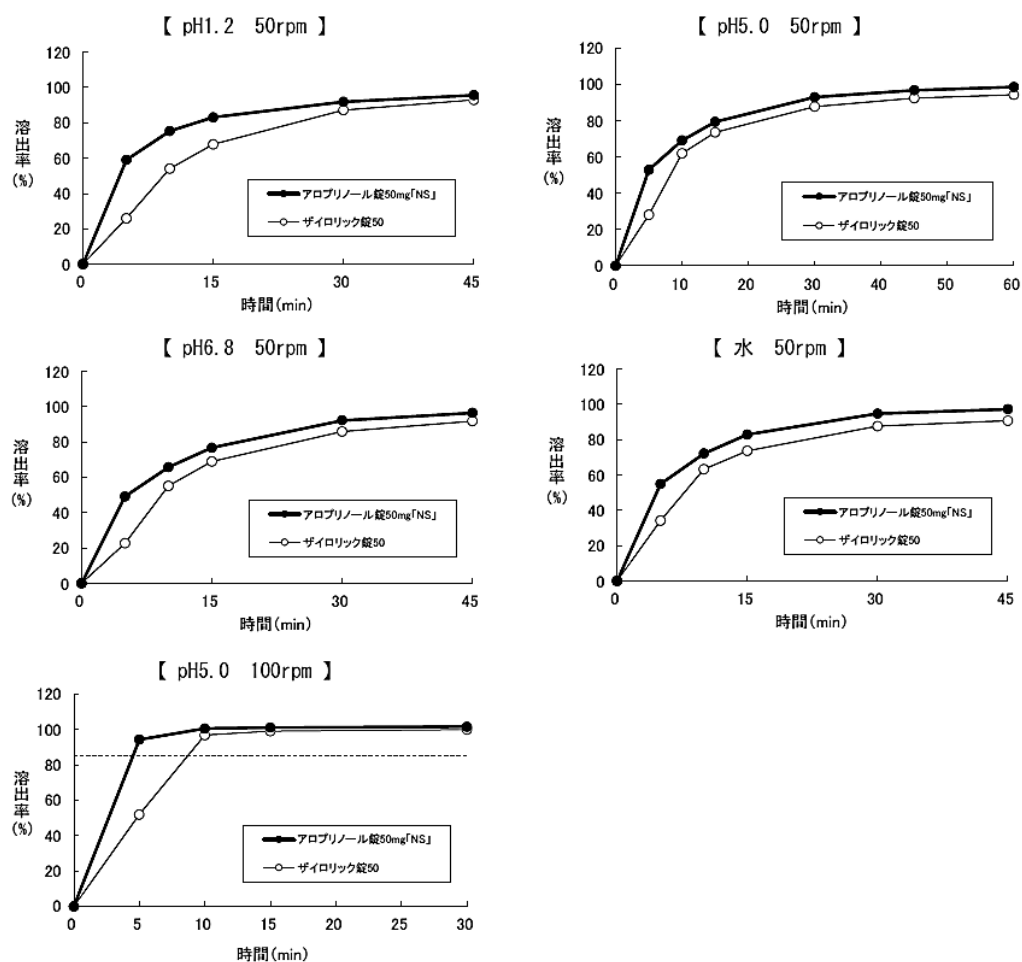 【 pH1.2 50rpm 】
120
100
80
60
40
20
0
溶出率(%)
アロプリノール錠50mg「NS」
ザイロリック錠50
0 15 30 45
時間(min)
【 pH5.0 50rpm 】
120
100
80
60
40
20
0
溶出率(%)
アロプリノール錠50mg「NS」
ザイロリック錠50
0 10 20 30 40 50 60
時間(min)
【 pH6.8 50rpm 】
120
100
80
60
40
20
0
溶出率(%)
アロプリノール錠50mg「NS」
ザイロリック錠50
0 15 30 45
時間(min)
【 水 50rpm 】
120
100
80
60
40
20
0
溶出率(%)
アロプリノール錠50mg「NS」
ザイロリック錠50
0 15 30 45
時間(min)
【 pH5.0 100rpm 】
120
100
80
60
40
20
0
溶出率(%)
アロプリノール錠50mg「NS」
ザイロリック錠50
0 5 10 15 20 25 30
時間(min)